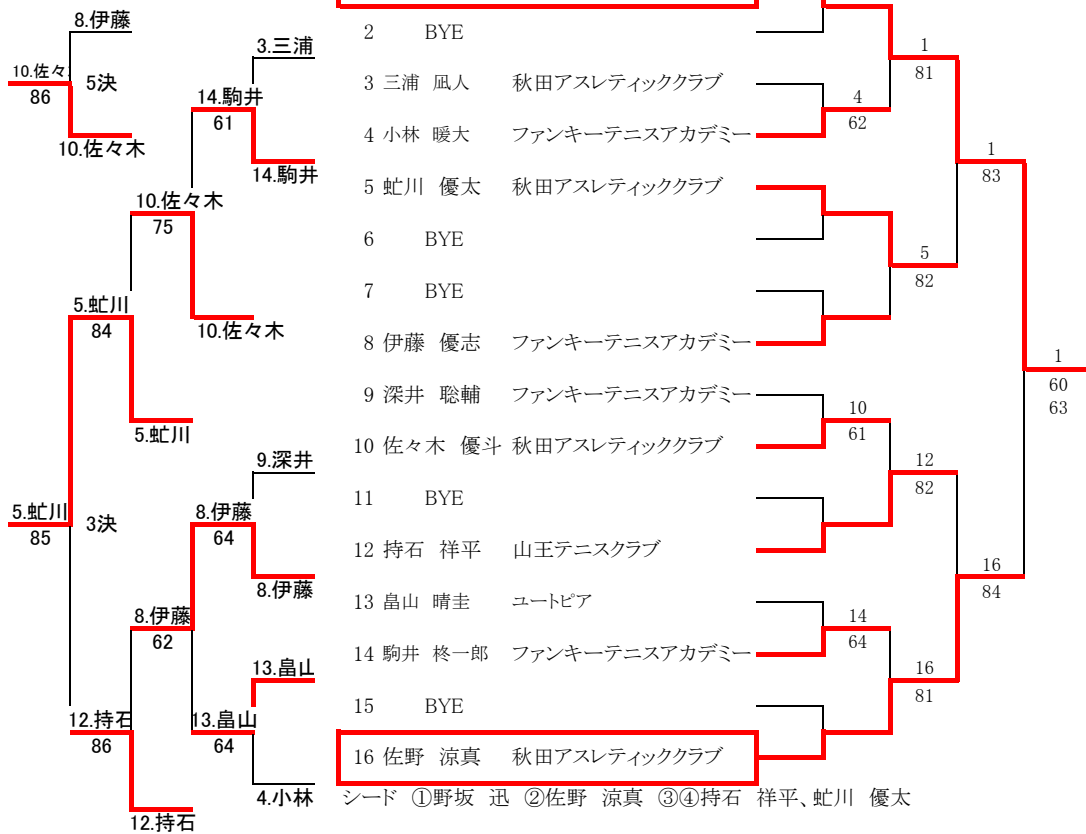 8.伊藤
10.佐々
5決
86
10.佐々木
3.三浦
14.駒井
61
14.駒井
10.佐々木
75
10.佐々木
5.虻川
84
5.虻川
5.虻川
3決
85
9.深井
8.伊藤
64
8.伊藤
8.伊藤
62
13.畠山
13.畠山
64
4.小林
12.持石
86
12.持石
2 BYE
3 三浦 凪人 秋田アスレティッククラブ
4 小林 暖大 ファンキーテニスアカデミー
5 虻川 優太 秋田アスレティッククラブ
6 BYE
7 BYE
8 伊藤 優志 ファンキーテニスアカデミー
9 深井 聡輔 ファンキーテニスアカデミー
10 佐々木 優斗 秋田アスレティッククラブ
11 BYE
12 持石 祥平 山王テニスクラブ
13 畠山 晴圭 ユートピア
14 駒井 柊一郎 ファンキーテニスアカデミー
15 BYE
16 佐野 涼真 秋田アスレティッククラブ
シード ①野坂 迅 ②佐野 涼真 ③④持石 祥平、虻川 優太
1
81
4
62
1
83
5
82
1
60
63
10
61
12
82
16
84
14
64
16
81